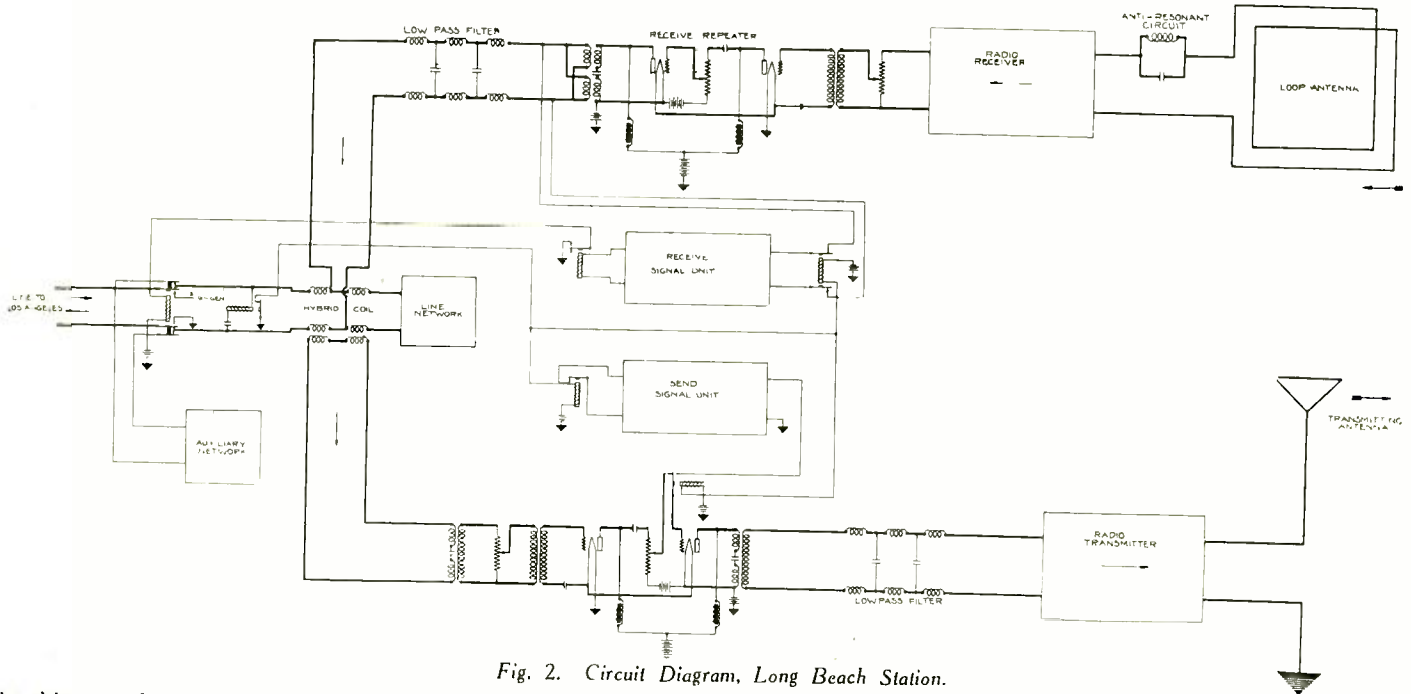 LOW PASS FILTER
RECEIVE REPEATER
ANTI-RESONANT
CIRCUIT
RADIO
RECEIVER
LOOP ANTENNA
RECEIVE
SIGNAL UNIT
LINE TO
LOS ANGELES
HYBRID COIL
LINE
NETWORK
SEND
SIGNAL UNIT
AUXILIARY
NETWORK
TRANSMITTING
ANTENNA
RADIO
TRANSMITTER
LOW PASS FILTER
Fig. 2. Circuit Diagram, Long Beach Station.